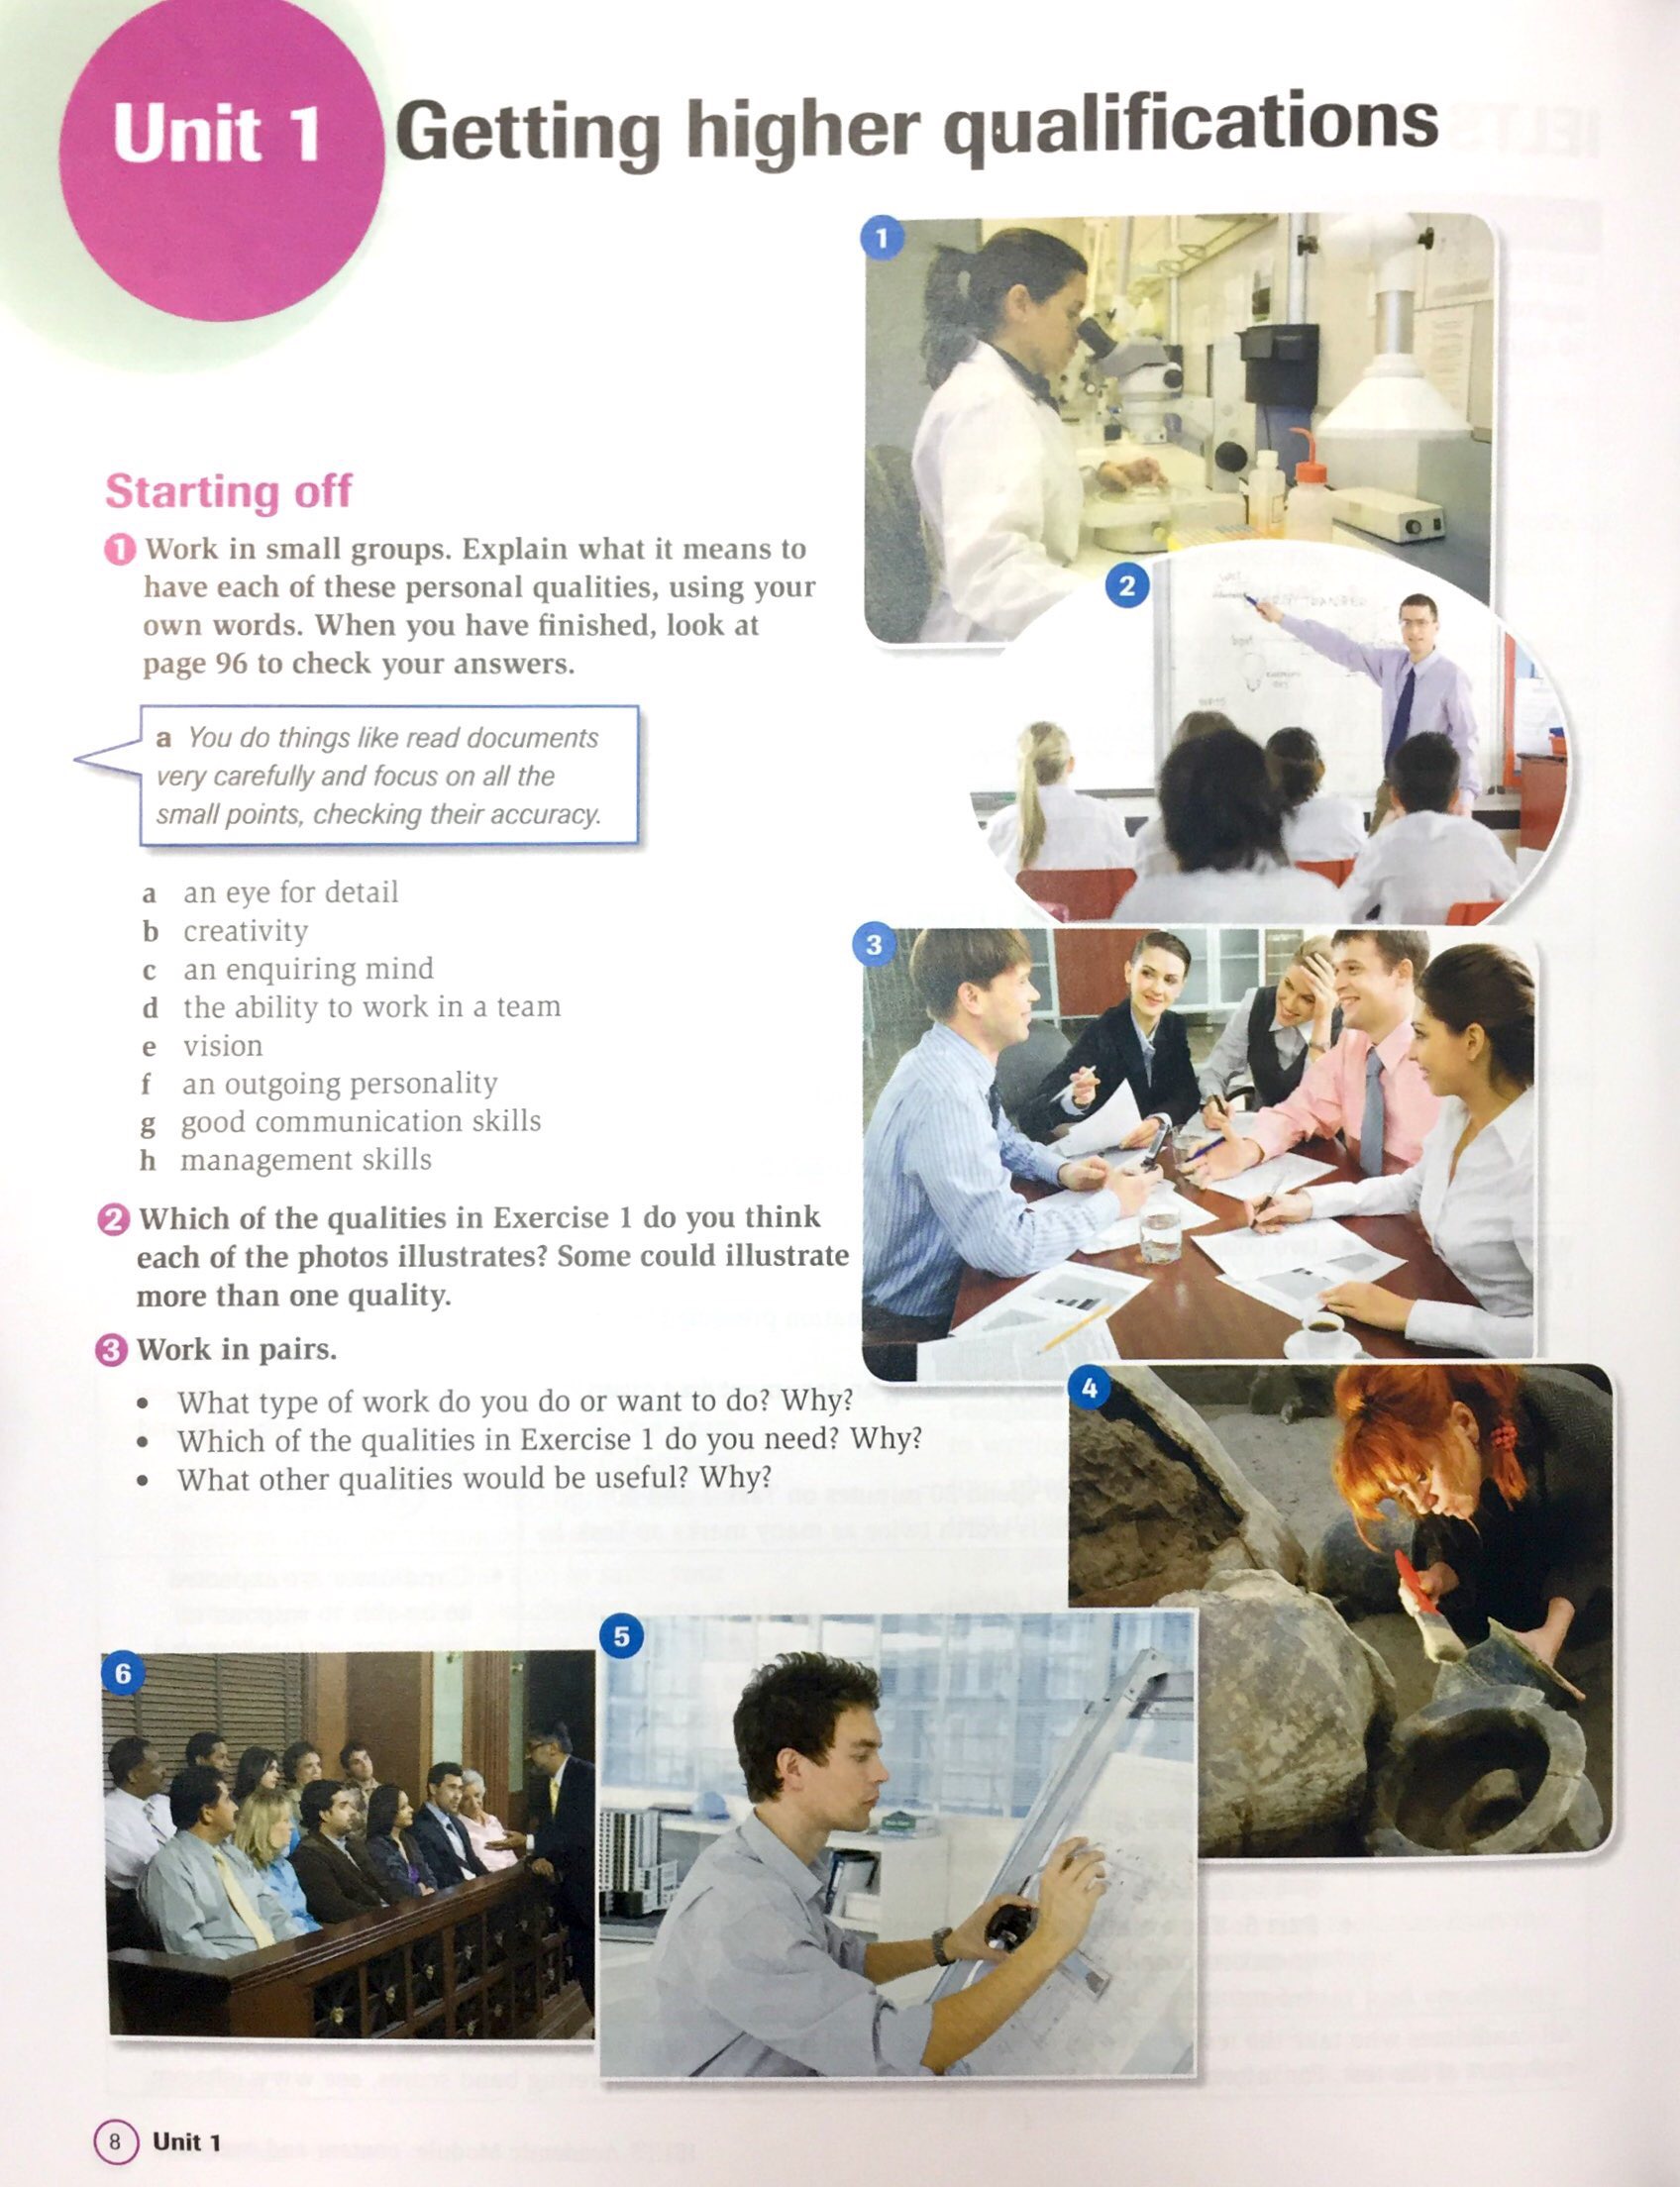 Unit 1 Getting higher qualifications
Starting off
1 Work in small groups. Explain what it means to
have each of these personal qualities, using your
own words. When you have finished, look at
page 96 to check your answers.
a You do things like read documents
very carefully and focus on all the
small points, checking their accuracy.
a an eye for detail
b creativity
c an enquiring mind
d the ability to work in a team
e vision
f an outgoing personality
g good communication skills
h management skills
2 Which of the qualities in Exercise 1 do you think
each of the photos illustrates? Some could illustrate
more than one quality.
3 Work in pairs.
• What type of work do you do or want to do? Why?
• Which of the qualities in Exercise 1 do you need? Why?
• What other qualities would be useful? Why?
1
2
3
4
5
6
8 Unit 1